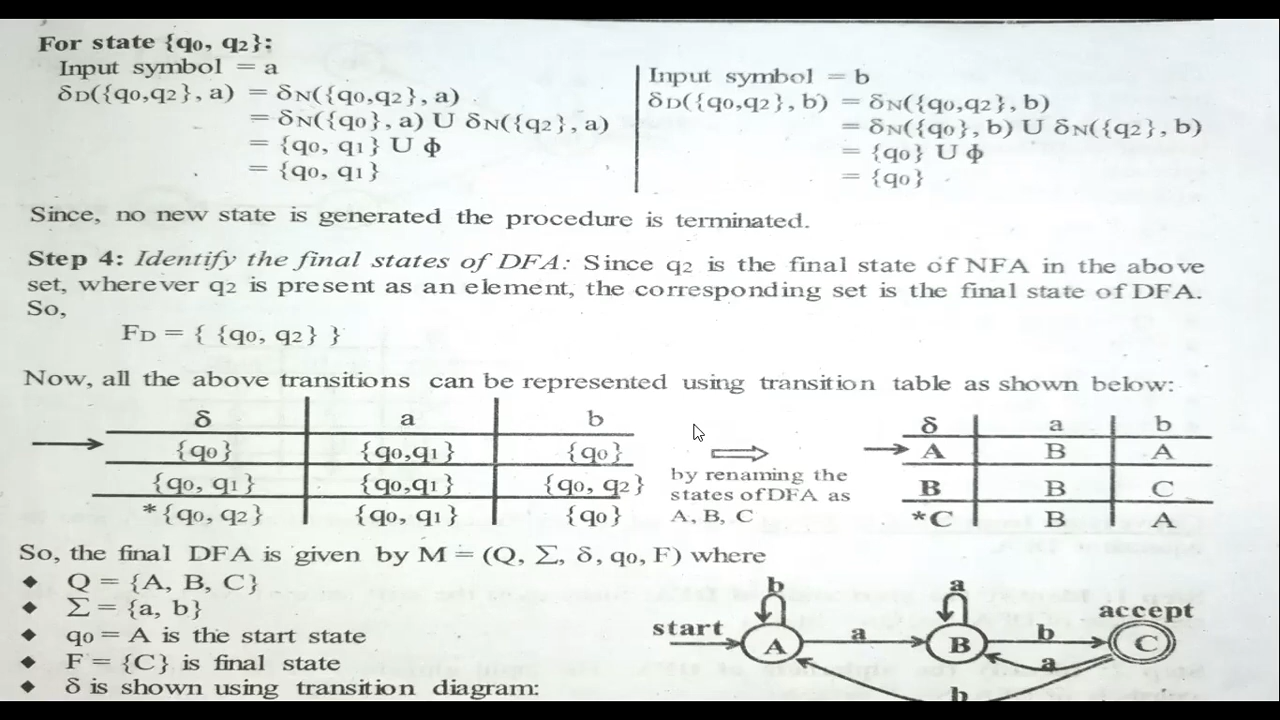 For state {q0, q2}:
Input symbol = a
δD({q0,q2}, a) = δN({q0,q2}, a)
= δN({q0}, a) U δN({q2}, a)
= {q0, q1} U ϕ
= {q0, q1}
Input symbol = b
δD({q0,q2}, b) = δN({q0,q2}, b)
= δN({q0}, b) U δN({q2}, b)
= {q0} U ϕ
= {q0}
Since, no new state is generated the procedure is terminated.
Step 4: Identify the final states of DFA: Since q2 is the final state of NFA in the above
set, wherever q2 is present as an element, the corresponding set is the final state of DFA.
So,
FD = { {q0, q2} }
Now, all the above transitions can be represented using transition table as shown below:
δ a b
{q0} {q0,q1} {q0}
{q0, q1} {q0,q1} {q0, q2}
*{q0, q2} {q0, q1} {q0}
by renaming the
states of DFA as
A, B, C
δ a b
A B A
B B C
*C B A
So, the final DFA is given by M = (Q, Σ, δ, q0, F) where
◆ Q = {A, B, C}
◆ Σ = {a, b}
◆ q0 = A is the start state
◆ F = {C} is final state
◆ δ is shown using transition diagram:
b a accept
start A a B b C
a
b